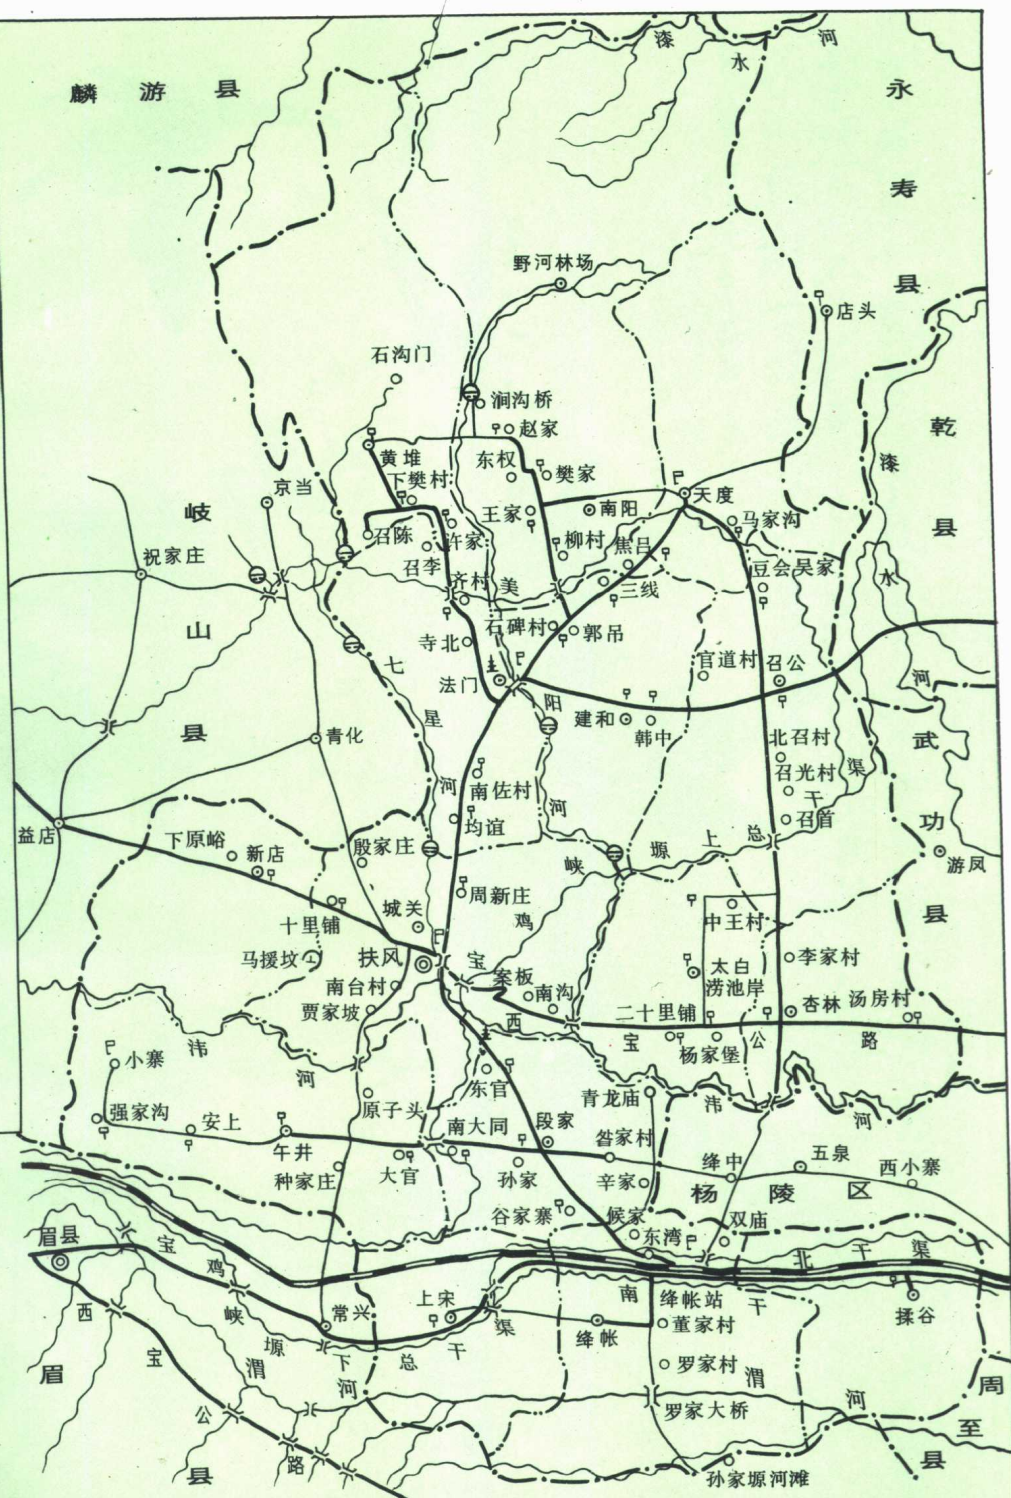 漆
水
河
麟游县
永寿县
野河林场
店头
石沟门
涧沟桥
赵家
乾县
黄堆
东权
樊家
下樊村
京当
天度
漆
岐山县
王家
南阳
马家沟
召陈
许家
柳村
焦吕
祝家庄
召李
齐村
美
三线
豆会
吴家
水
石碑村
郭吊
寺北
七
官道村
召公
法门
阳
河
星
建和
韩中
武功县
青化
北召村
河
南佐村
召光村
渠
河
干
召首
益店
均谊
下原峪
殷家庄
上
总
新店
峡
塬
游凤
周新庄
城关
鸡
十里铺
中王村
马援坟
扶风
宝
案板
太白
李家村
南台村
南沟
涝池岸
贾家坡
西
二十里铺
杏林
汤房村
宝
公
路
沣
杨家堡
小寨
河
东官
青龙庙
强家沟
原子头
沣
河
安上
南大同
段家
昝家村
午井
绛中
五泉
种家庄
大官
孙家
辛家
西小寨
杨陵区
谷家寨
候家
双庙
眉县
东湾
宝
北
干
渠
鸡
南
绛帐站
干
西
峡
常兴
上宋
渠
绛帐
董家村
揉谷
塬
下
总
干
宝
渭
罗家村
眉县
河
渭
周至县
公
罗家大桥
河
路
孙家塬河滩